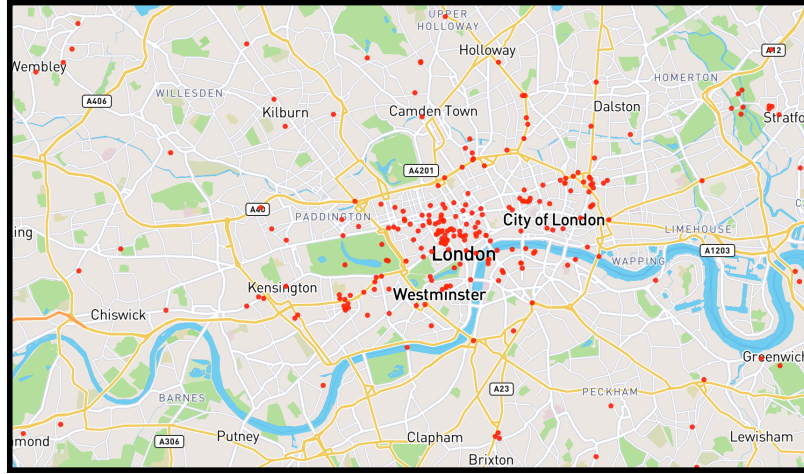 UPPER
HOLLOWAY
Holloway
A12
Wembley
HOMERTON
WILLESDEN
A406
Kilburn
Camden Town
Dalston
Stratfo
A4201
A40
PADDINGTON
City of London
ing
LIMEHOUSE
London
A1203
WAPPING
Kensington
Westminster
Chiswick
Greenwich
A23
PECKHAM
BARNES
mond
A306
Putney
Clapham
Lewisham
Brixton